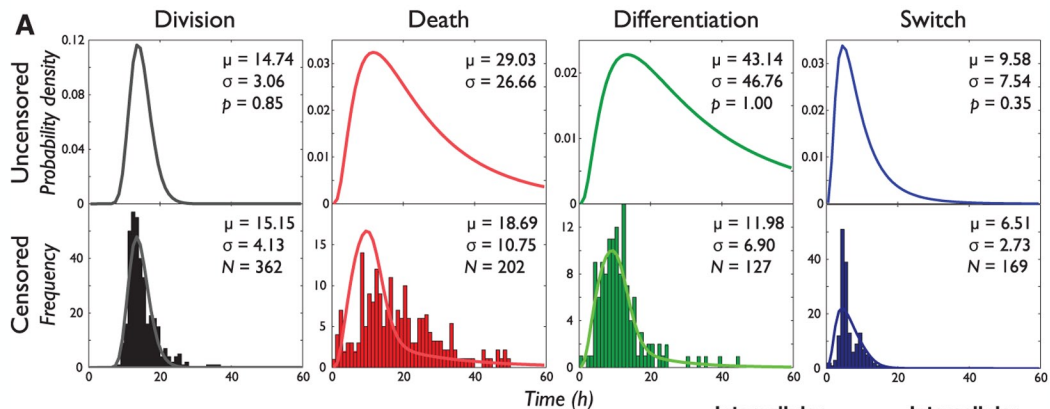 A
Division
Death
Differentiation
Switch
Uncensored
Probability density
0.12
0.08
0.04
0
μ = 14.74
σ = 3.06
p = 0.85
0.03
0.02
0.01
0
μ = 29.03
σ = 26.66
0.02
0.01
0
μ = 43.14
σ = 46.76
p = 1.00
0.03
0.02
0.01
0
μ = 9.58
σ = 7.54
p = 0.35
Censored
Frequency
40
20
0
μ = 15.15
σ = 4.13
N = 362
15
10
5
0
μ = 18.69
σ = 10.75
N = 202
12
8
4
0
μ = 11.98
σ = 6.90
N = 127
40
20
0
μ = 6.51
σ = 2.73
N = 169
0 20 40 60
0 20 40 60
0 20 40 60
0 20 40 60
Time (h)